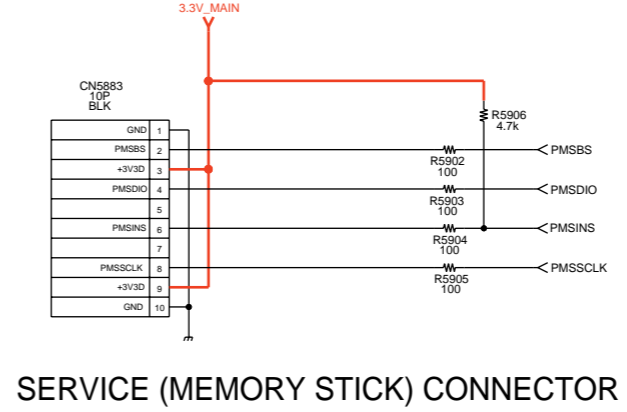 3.3V_MAIN
CN5883
10P
BLK
R5906
4.7k
GND 1
PMSBS 2
R5902
100
PMSBS
+3V3D 3
PMSDIO 4
R5903
100
PMSDIO
5
PMSINS 6
R5904
100
PMSINS
7
PMSSCLK 8
R5905
100
PMSSCLK
+3V3D 9
GND 10
SERVICE (MEMORY STICK) CONNECTOR